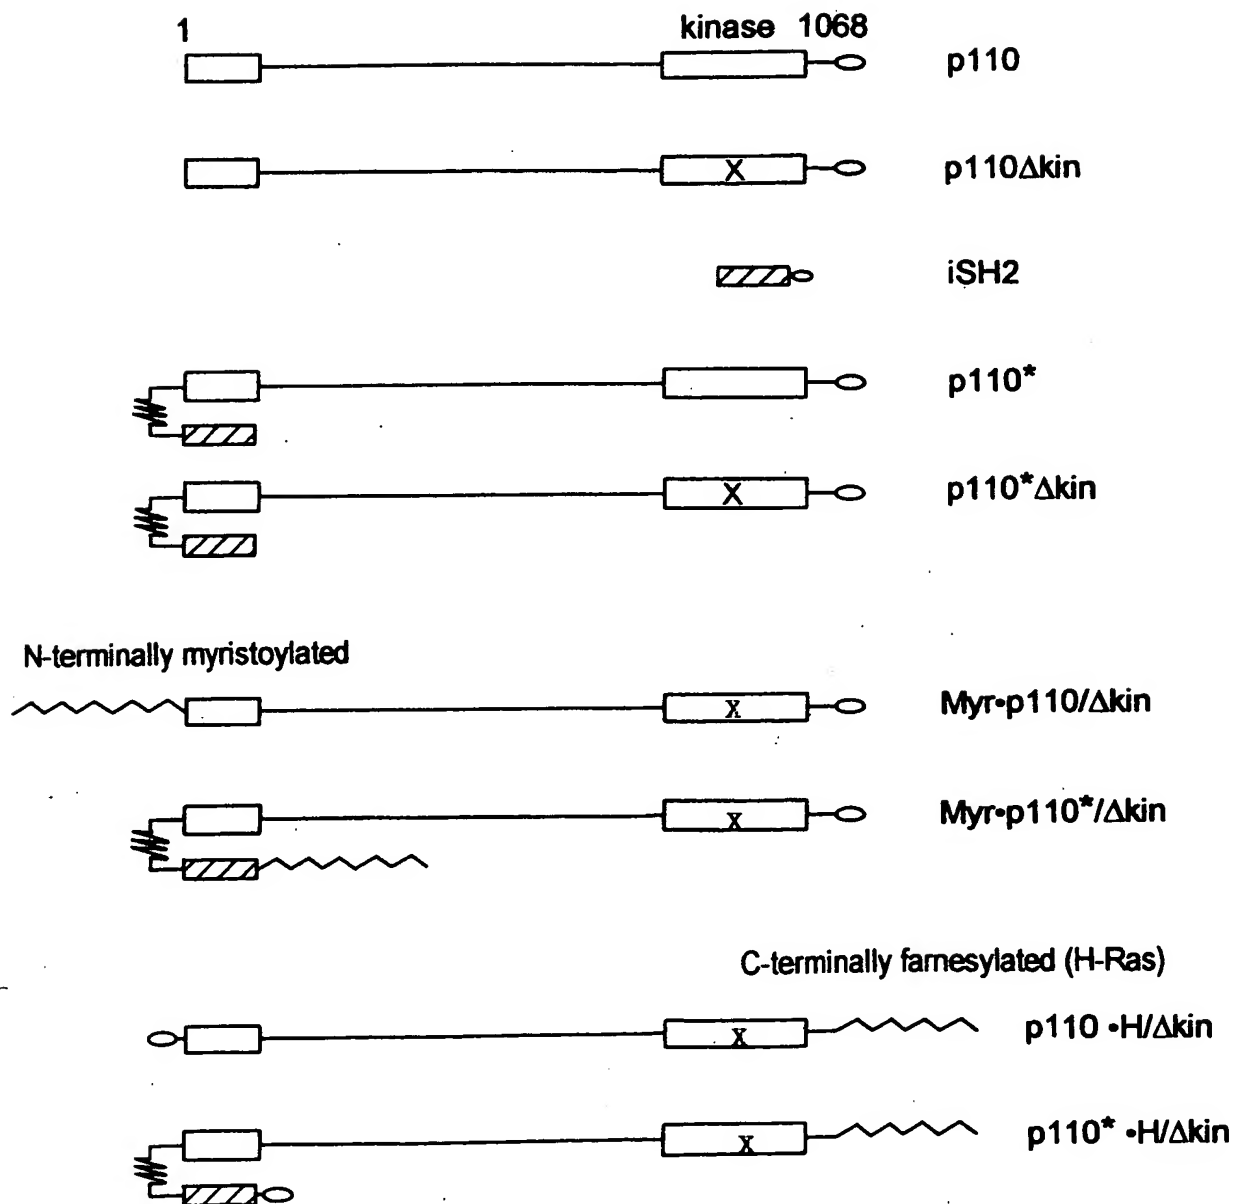 1 kinase 1068
p110
X p110Δkin
iSH2
p110*
X p110*Δkin
N-terminally myristoylated
X Myr•p110/Δkin
X Myr•p110*/Δkin
C-terminally farnesylated (H-Ras)
X p110 •H/Δkin
X p110* •H/Δkin